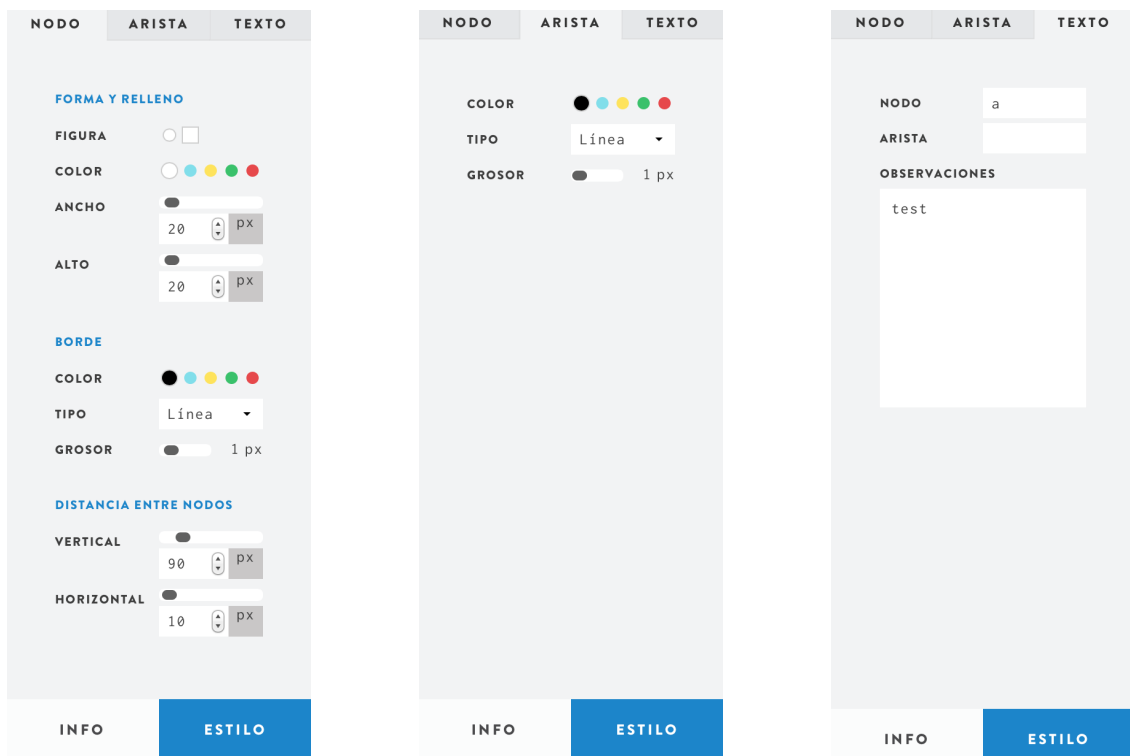 NODO ARISTA TEXTO
FORMA Y RELLENO
FIGURA
COLOR
ANCHO
20 px
ALTO
20 px
BORDE
COLOR
TIPO Línea
GROSOR 1 px
DISTANCIA ENTRE NODOS
VERTICAL
90 px
HORIZONTAL
10 px
INFO ESTILO
NODO ARISTA TEXTO
COLOR
TIPO Línea
GROSOR 1 px
INFO ESTILO
NODO ARISTA TEXTO
NODO a
ARISTA
OBSERVACIONES
test
INFO ESTILO